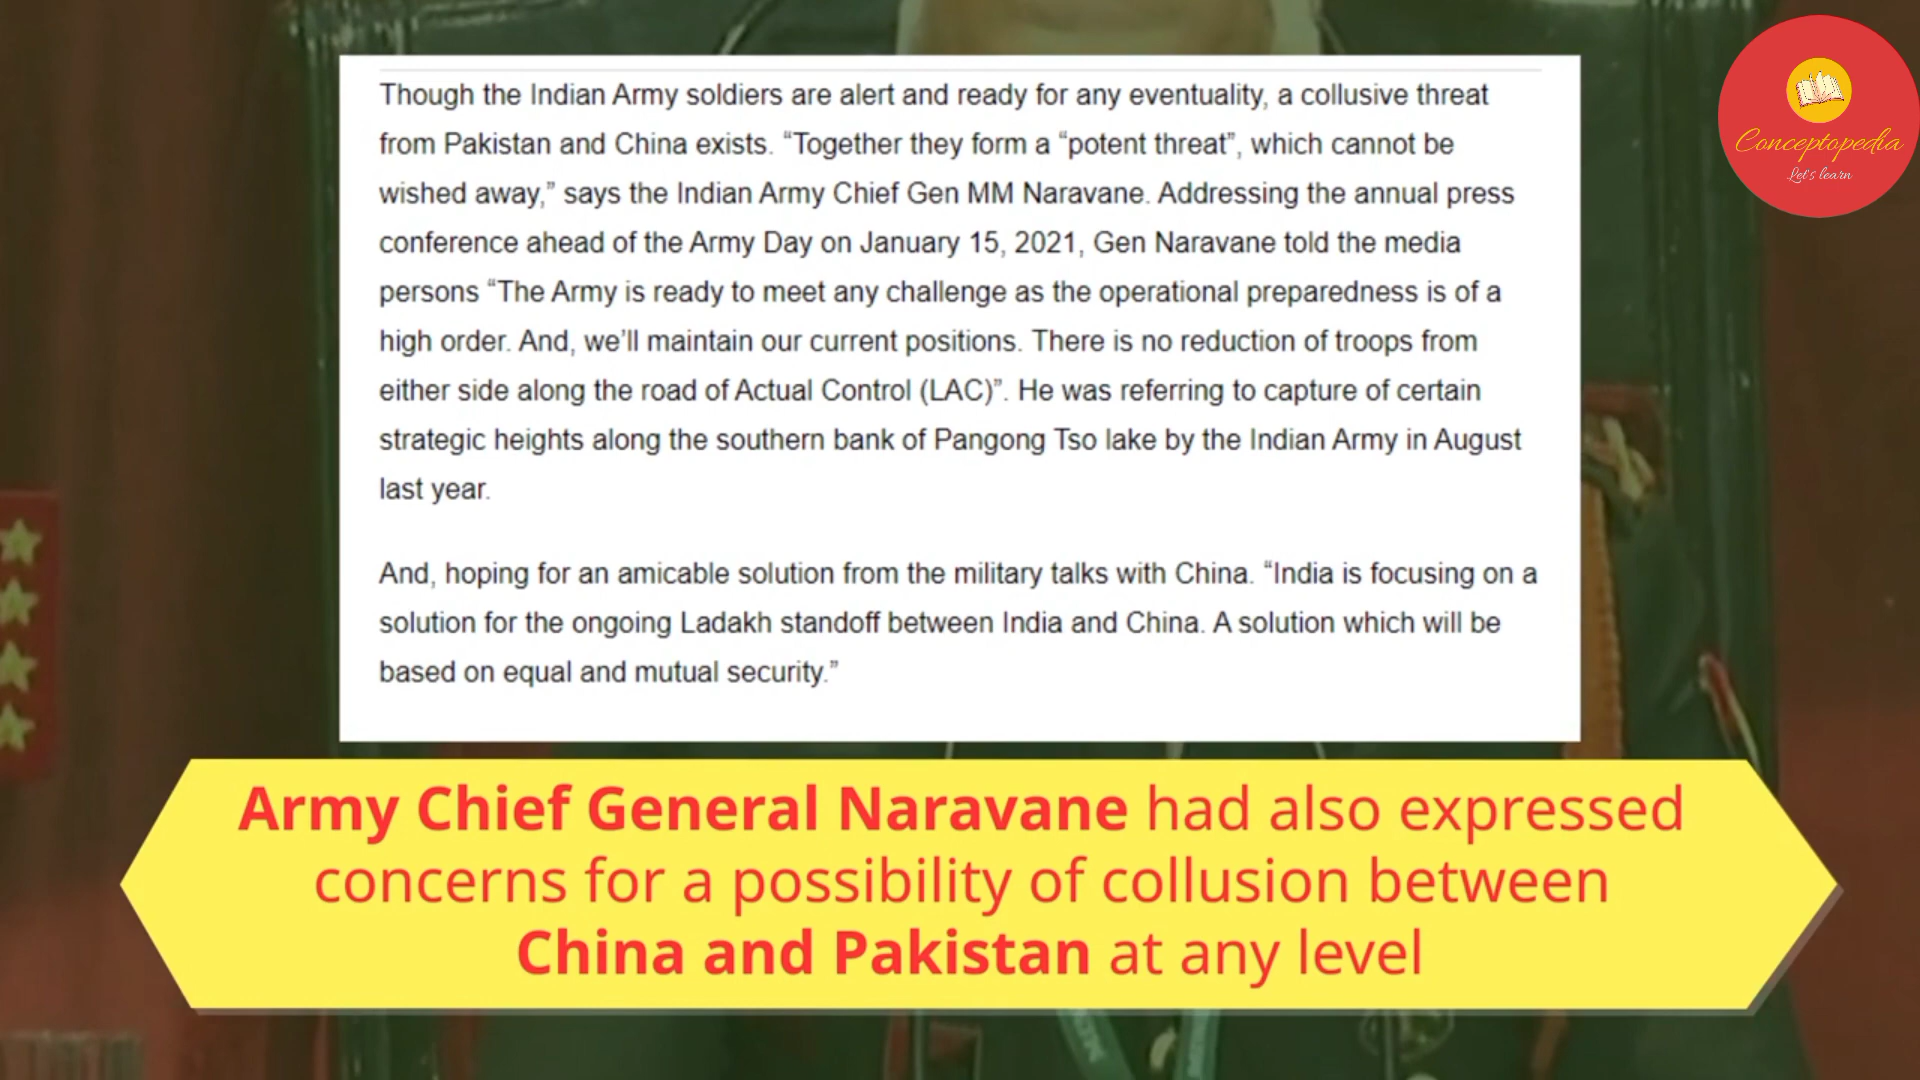 Though the Indian Army soldiers are alert and ready for any eventuality, a collusive threat
from Pakistan and China exists. “Together they form a “potent threat”, which cannot be
wished away,” says the Indian Army Chief Gen MM Naravane. Addressing the annual press
conference ahead of the Army Day on January 15, 2021, Gen Naravane told the media
persons “The Army is ready to meet any challenge as the operational preparedness is of a
high order. And, we’ll maintain our current positions. There is no reduction of troops from
either side along the road of Actual Control (LAC)”. He was referring to capture of certain
strategic heights along the southern bank of Pangong Tso lake by the Indian Army in August
last year.
And, hoping for an amicable solution from the military talks with China. “India is focusing on a
solution for the ongoing Ladakh standoff between India and China. A solution which will be
based on equal and mutual security.”
Conceptopedia
Let's learn
Army Chief General Naravane had also expressed
concerns for a possibility of collusion between
China and Pakistan at any level